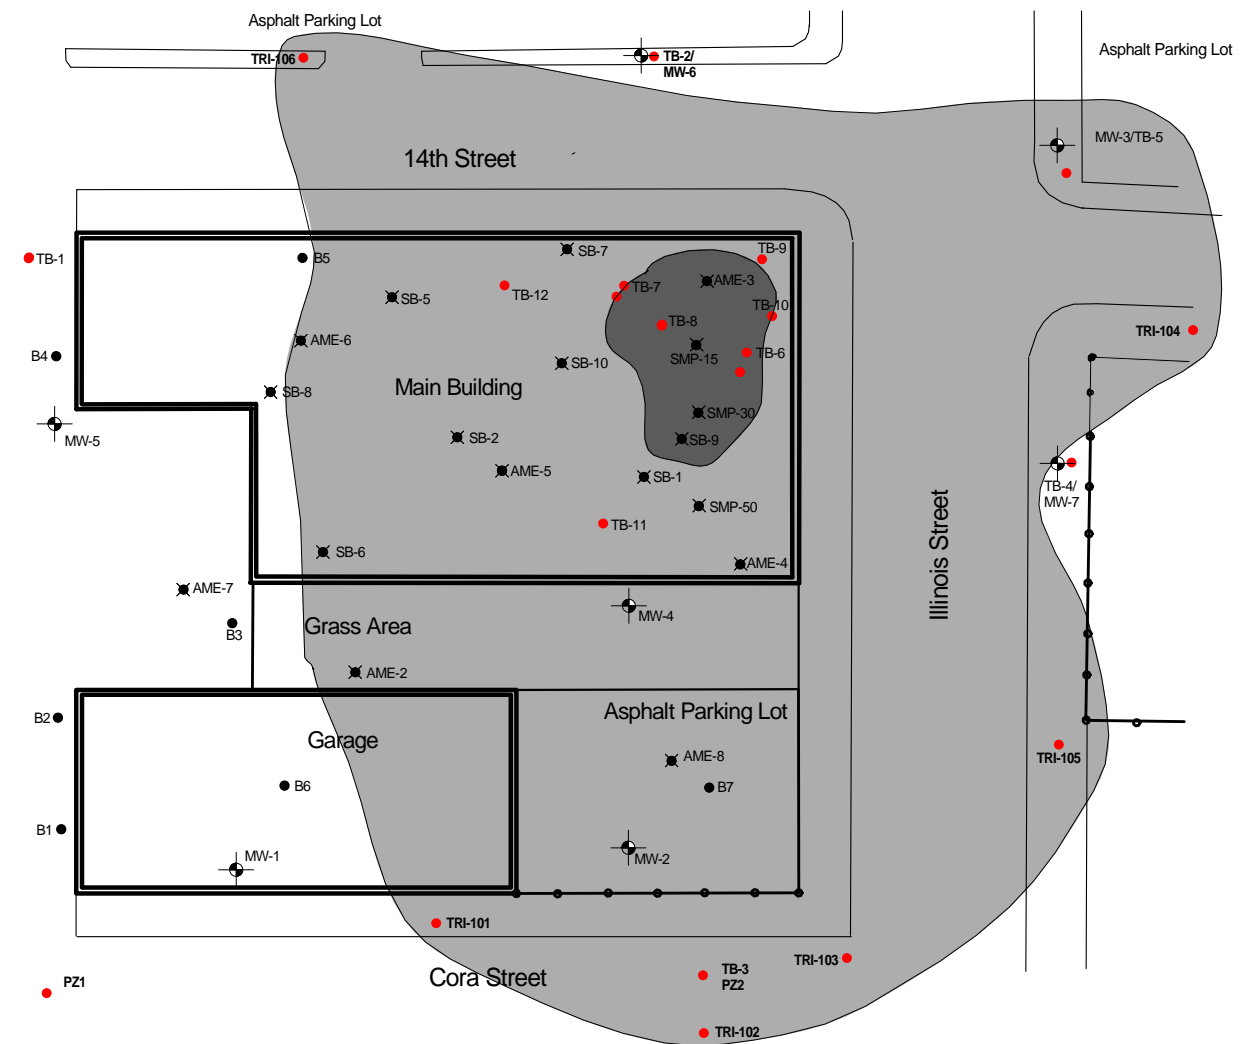 Asphalt Parking Lot
Asphalt Parking Lot
TRI-106
TB-2/
MW-6
MW-3/TB-5
14th Street
TB-1
B5
SB-7
TB-9
AME-3
TB-7
TB-12
SB-5
TB-10
TB-8
TRI-104
AME-6
B4
SMP-15
TB-6
SB-10
Main Building
SB-8
SMP-30
MW-5
SB-2
SB-9
AME-5
SB-1
TB-4/
MW-7
SMP-50
TB-11
Illinois Street
SB-6
AME-4
AME-7
MW-4
Grass Area
B3
AME-2
B2
Asphalt Parking Lot
Garage
AME-8
TRI-105
B6
B7
B1
MW-1
MW-2
TRI-101
TRI-103
Cora Street
TB-3
PZ2
PZ1
TRI-102